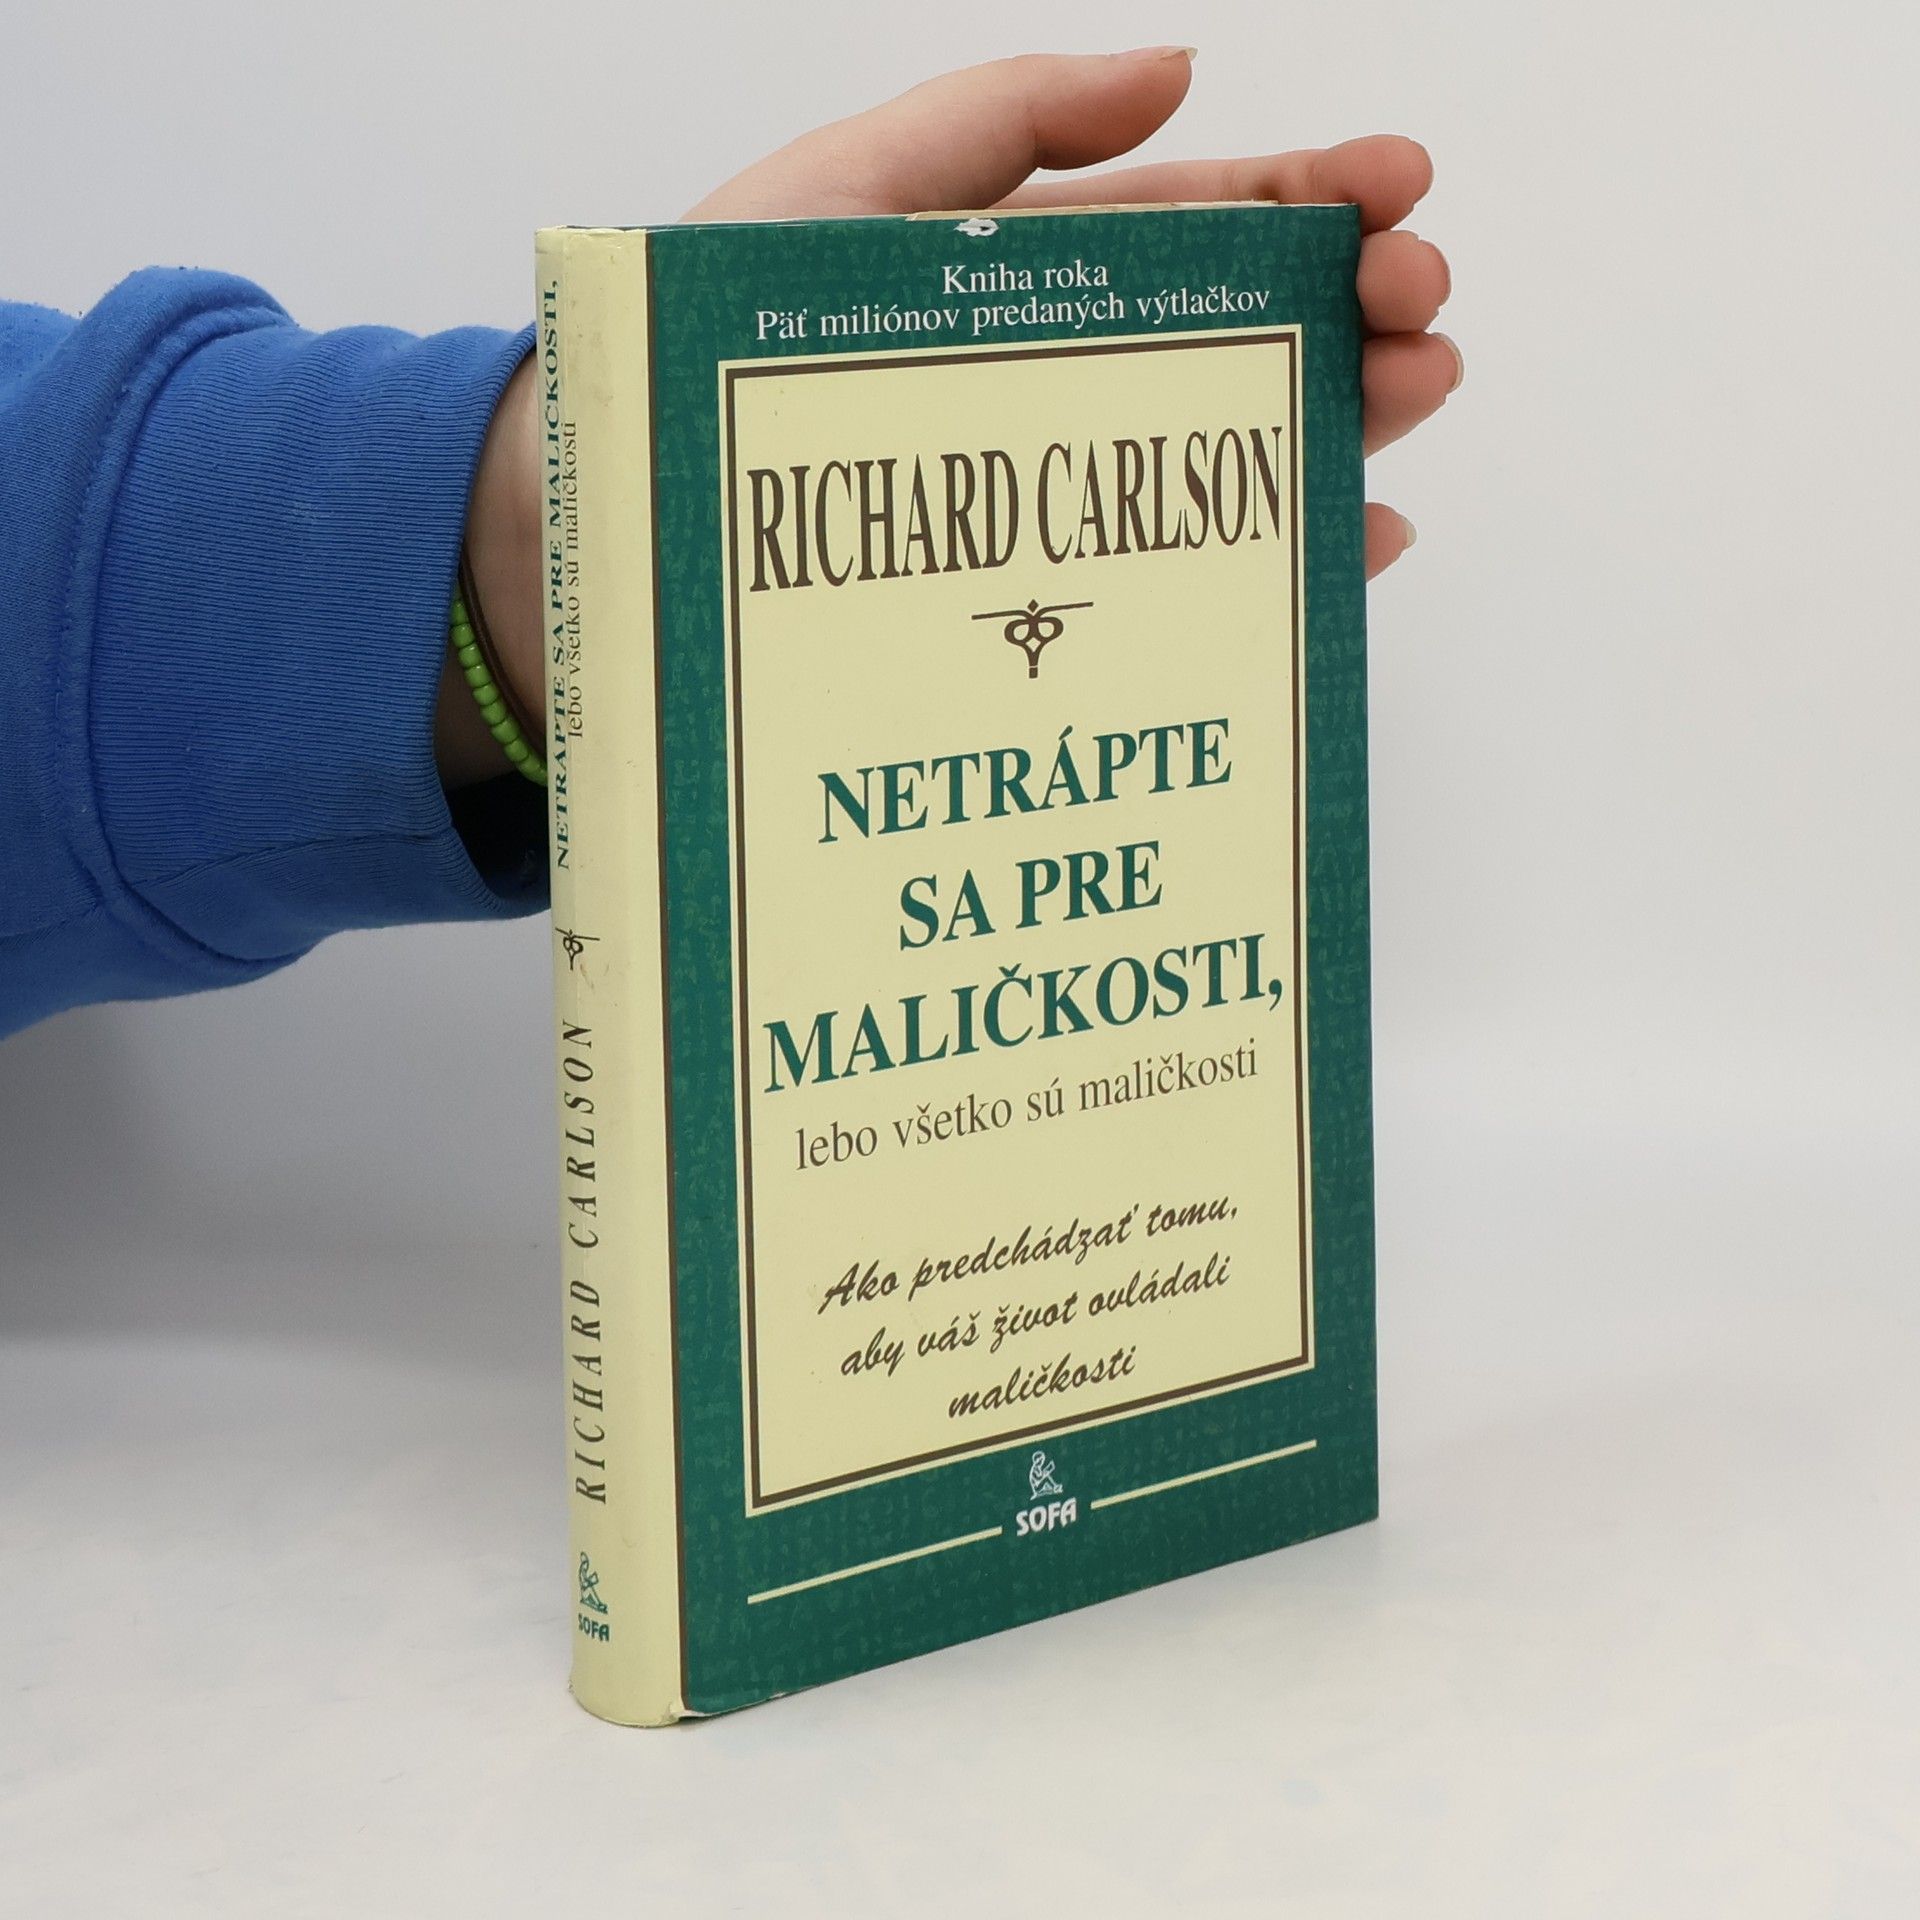 Kniha roka
Päť miliónov predaných výtlačkov
RICHARD CARLSON
NETRÁPTE
SA PRE
MALIČKOSTI,
lebo všetko sú maličkosti
Ako predchádzať tomu,
aby váš život ovládali
maličkosti
SOFA
NETRÁPTE SA PRE MALIČKOSTI,
lebo všetko sú maličkosti
RICHARD CARLSON
SOFA